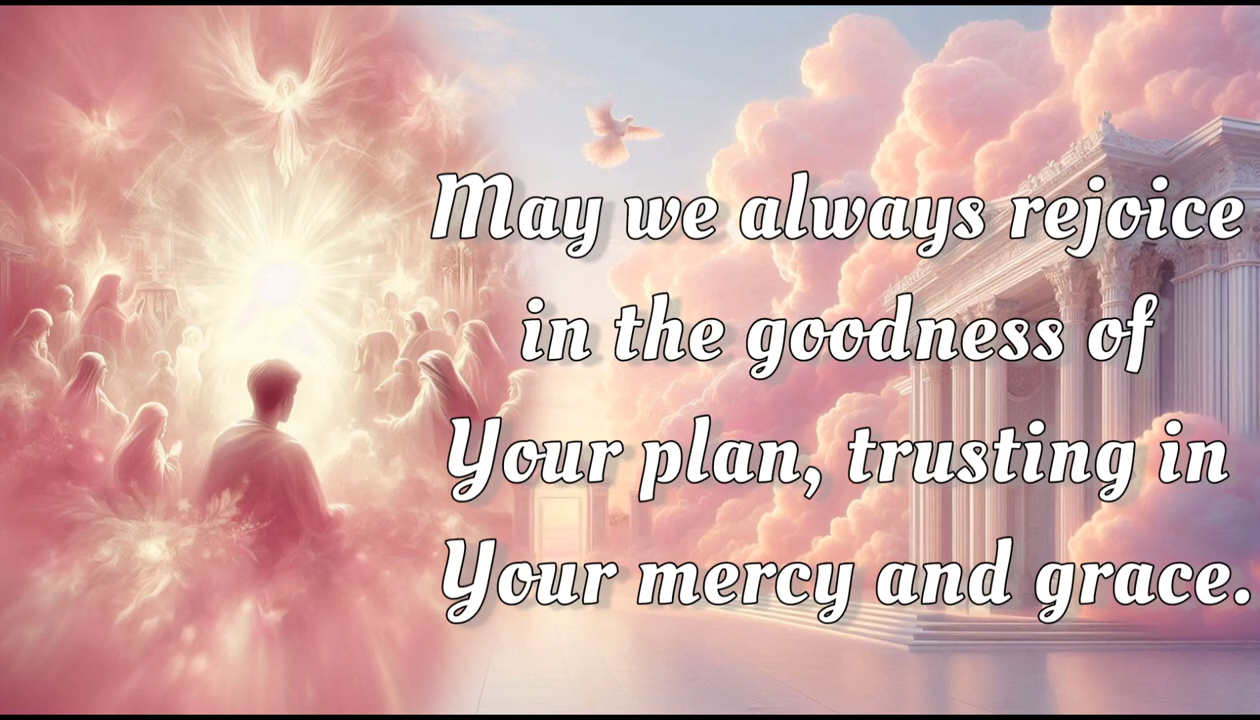 May we always rejoice
in the goodness of
Your plan, trusting in
Your mercy and grace.